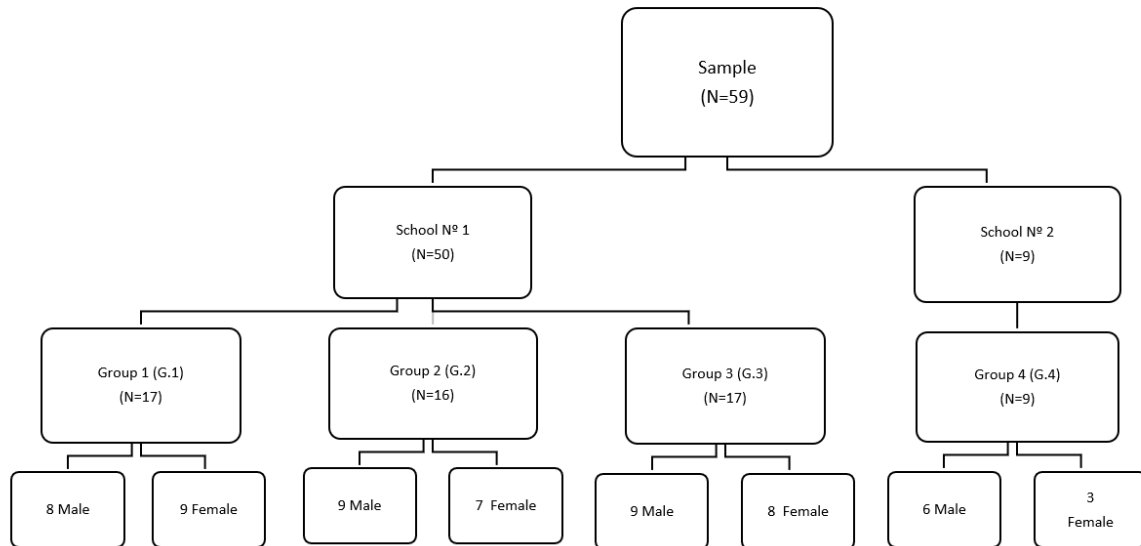 Sample
(N=59)
School Nº 1
(N=50)
School Nº 2
(N=9)
Group 1 (G.1)
(N=17)
Group 2 (G.2)
(N=16)
Group 3 (G.3)
(N=17)
Group 4 (G.4)
(N=9)
8 Male
9 Female
9 Male
7 Female
9 Male
8 Female
6 Male
3
Female